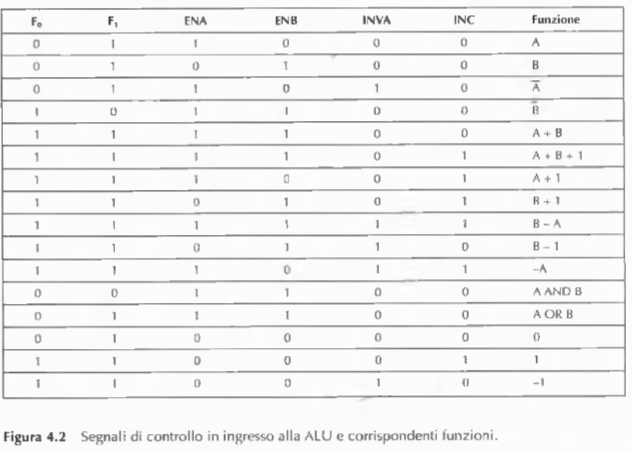 F₀ F₁ ENA ENB INVA INC Funzione
0 1 1 0 0 0 A
0 1 0 1 0 0 B
0 1 1 0 1 0 A̅
1 0 1 1 0 0 B̅
1 1 1 1 0 0 A + B
1 1 1 1 0 1 A + B + 1
1 1 1 0 0 1 A + 1
1 1 0 1 0 1 B + 1
1 1 1 1 1 1 B – A
1 1 0 1 1 0 B – 1
1 1 1 0 1 1 –A
0 0 1 1 0 0 A AND B
0 1 1 1 0 0 A OR B
0 1 0 0 0 0 0
1 1 0 0 0 1 1
1 1 0 0 1 0 –1
Figura 4.2 Segnali di controllo in ingresso alla ALU e corrispondenti funzioni.